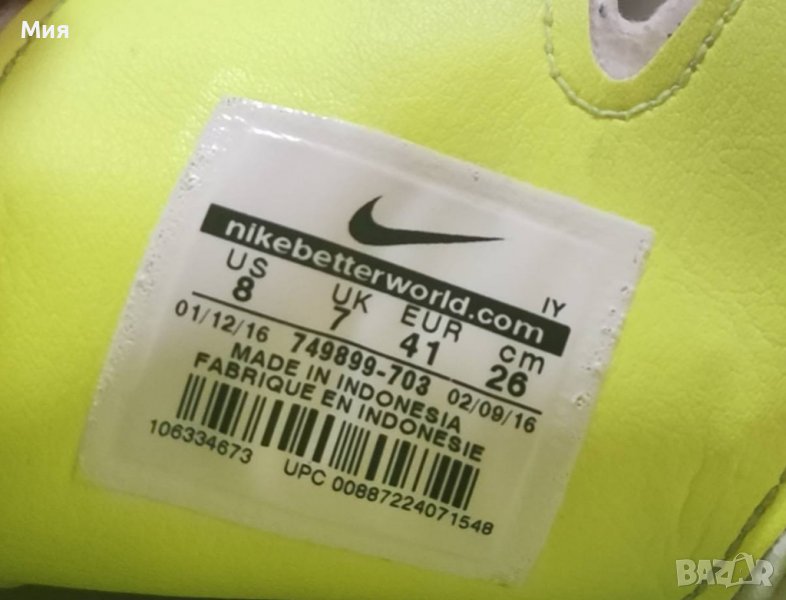 Мия
nikebetterworld.com
IY
US UK EUR cm
8 7 41 26
01/12/16 749899-703 02/09/16
MADE IN INDONESIA
FABRIQUE EN INDONESIE
106334673 UPC 00887224071548
BAZAR